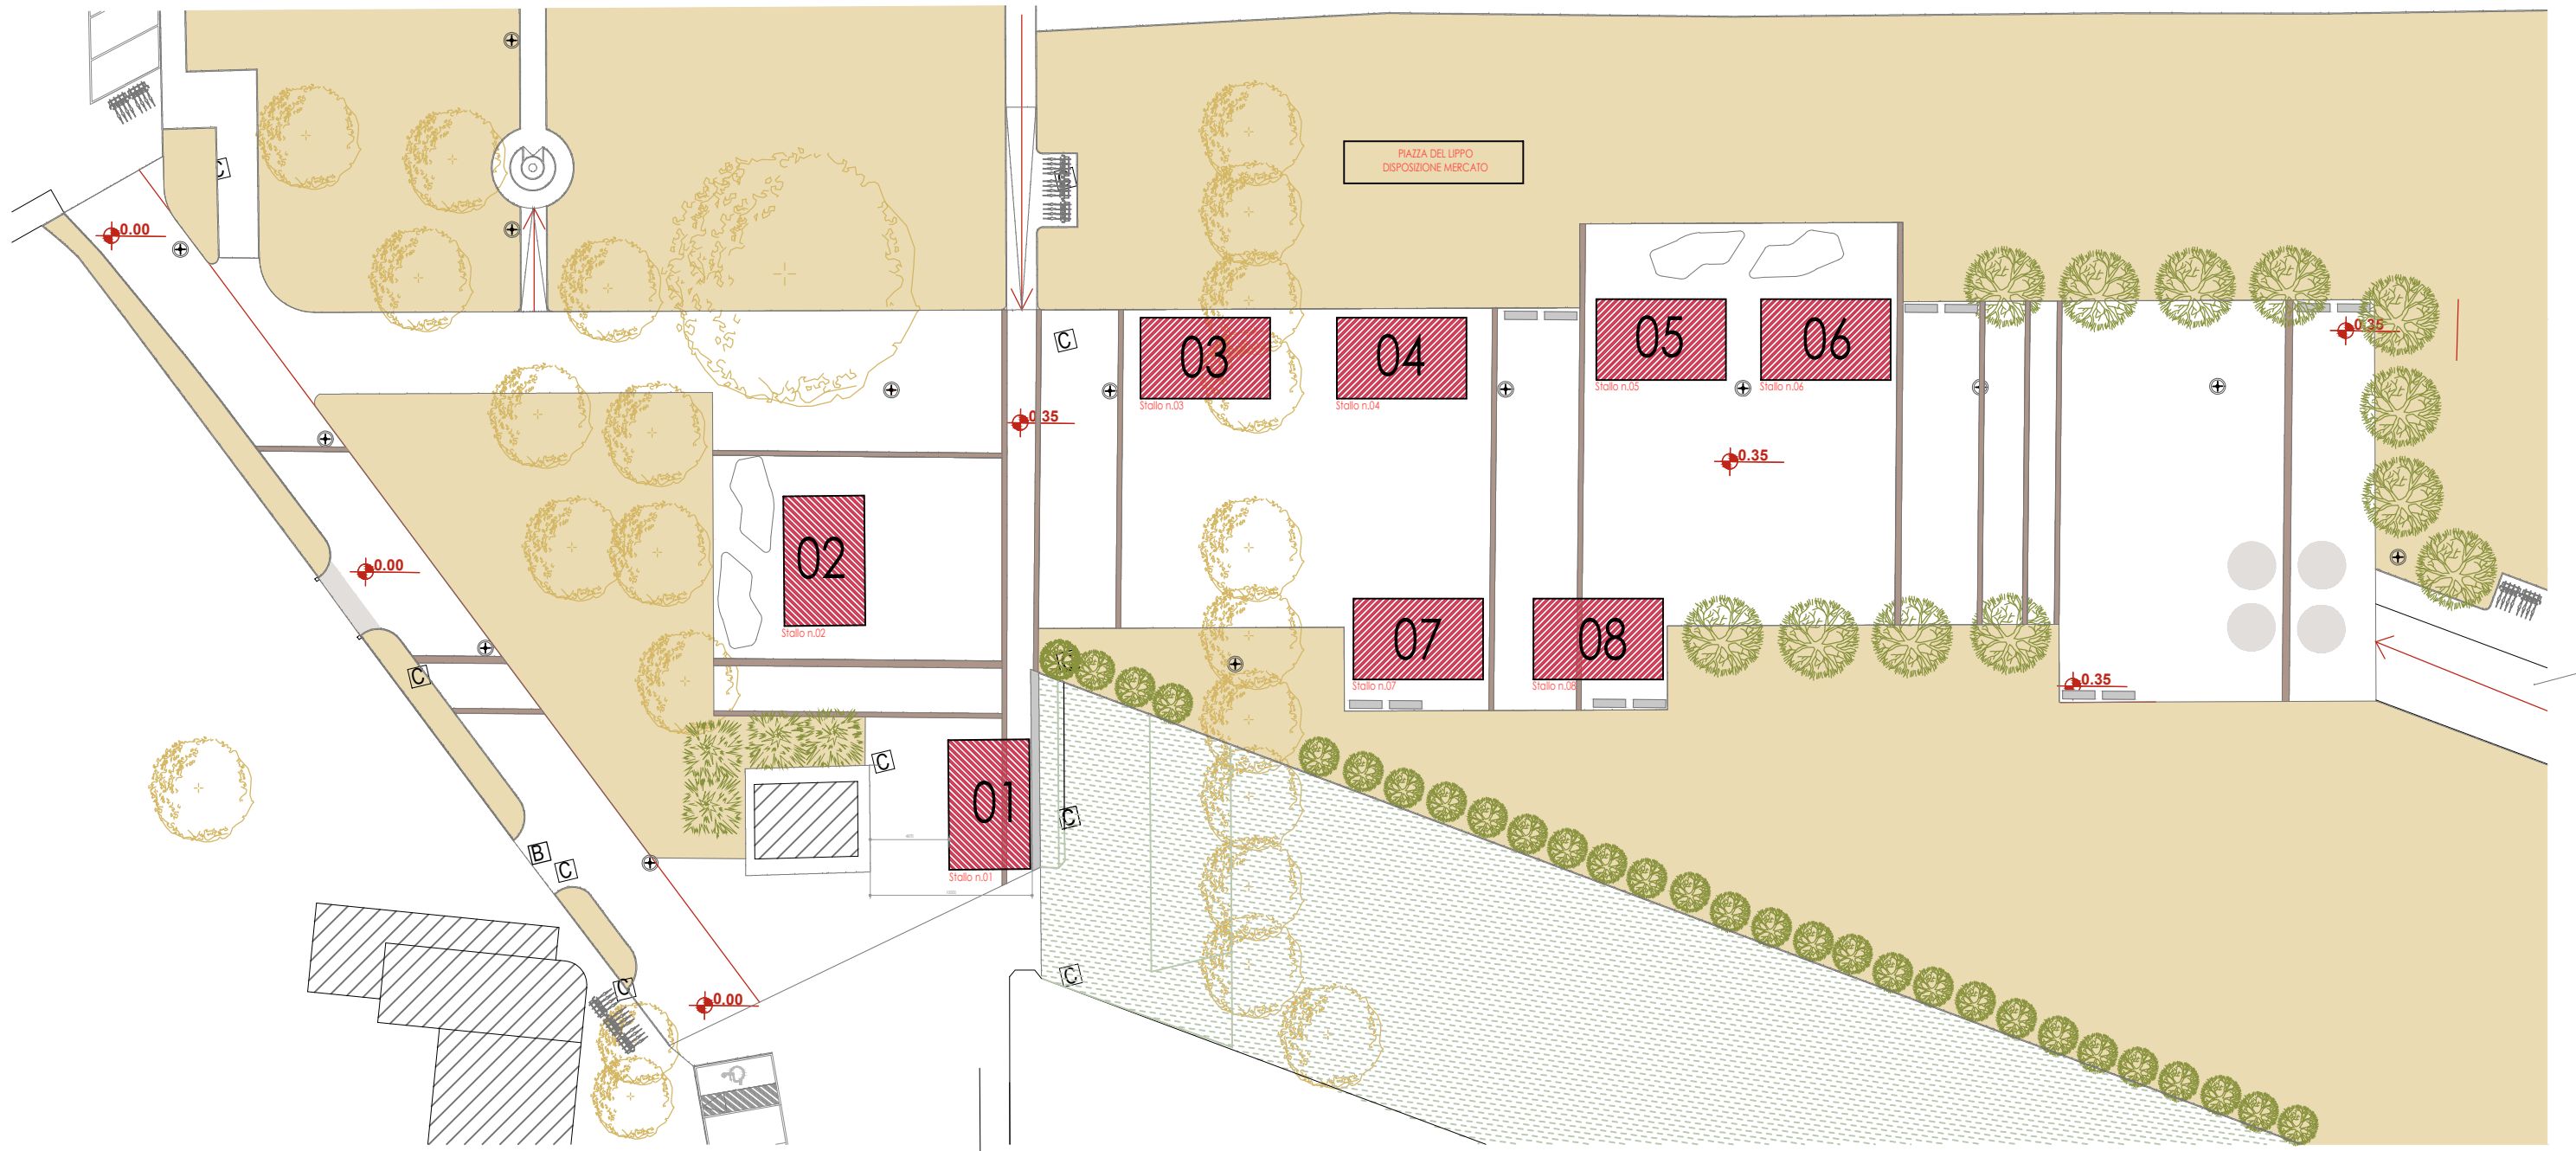 PIAZZA DEL LIPPO
DISPOSIZIONE MERCATO
C
C
0.00
C
0.35
03
04
05
06
Stallo n.03
Stallo n.04
Stallo n.05
Stallo n.06
0.35
0.35
02
Stallo n.02
0.00
07
08
Stallo n.07
Stallo n.08
0.35
C
C
C
01
Stallo n.01
C
B
C
C
C
0.00